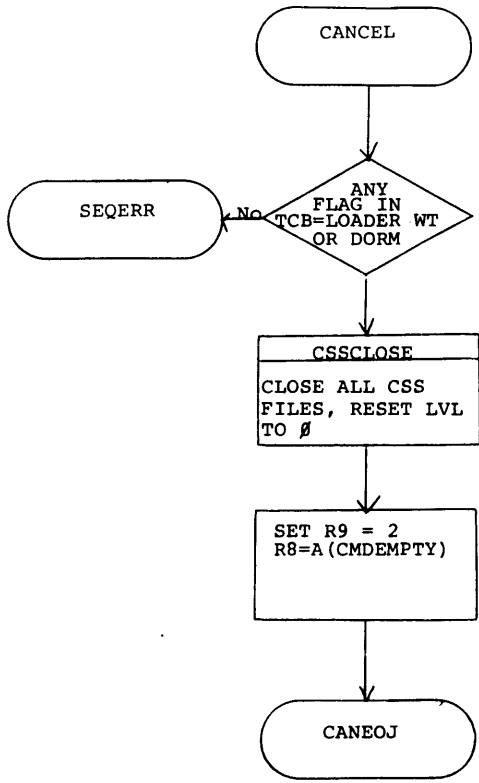 CANCEL
ANY
FLAG IN
TCB=LOADER WT
OR DORM
No
SEQERR
CSSCLOSE
CLOSE ALL CSS
FILES, RESET LVL
TO Ø
SET R9 = 2
R8=A(CMDEMPTY)
CANEOJ